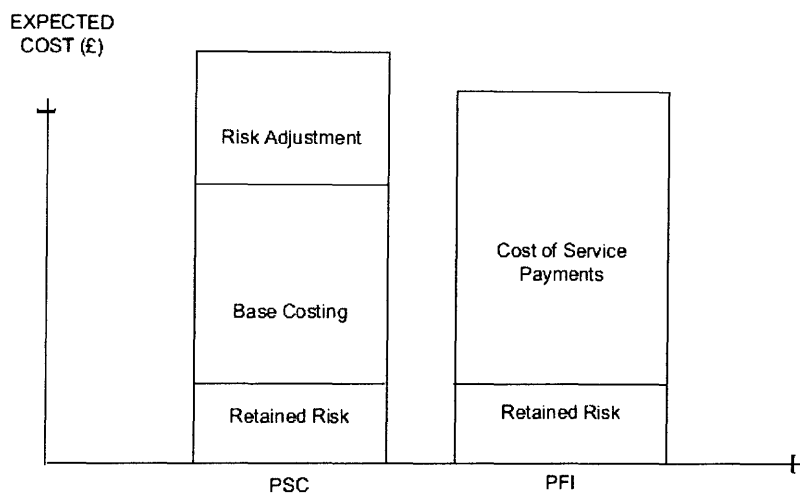 EXPECTED
COST (£)
Risk Adjustment
Base Costing
Retained Risk
Cost of Service
Payments
Retained Risk
PSC
PFI